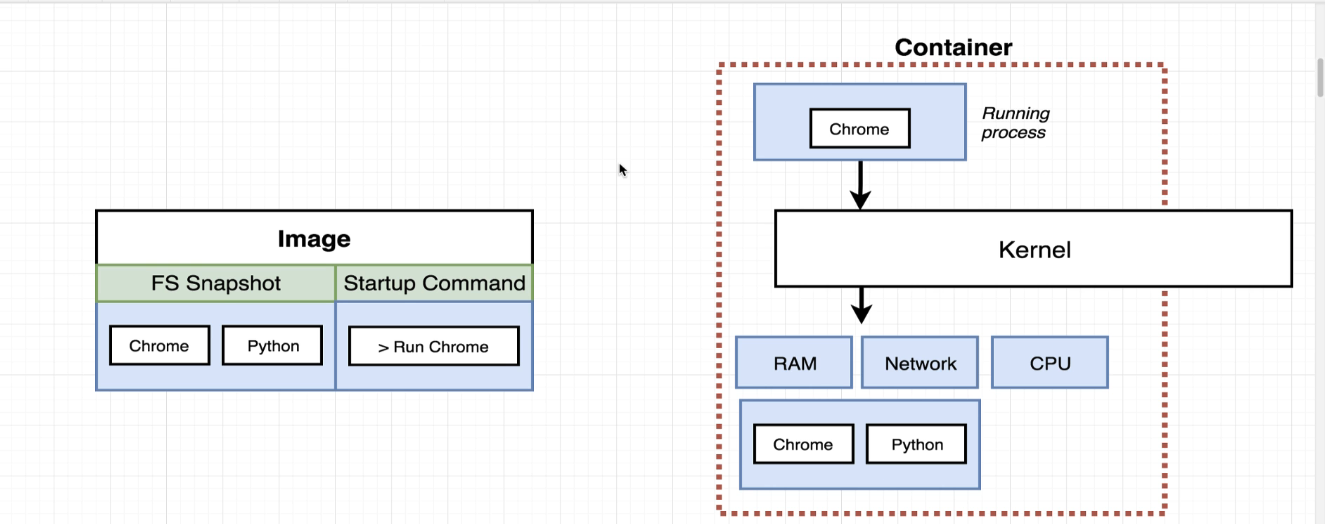 Container
Chrome
Running
process
Kernel
Image
FS Snapshot
Startup Command
Chrome
Python
> Run Chrome
RAM
Network
CPU
Chrome
Python